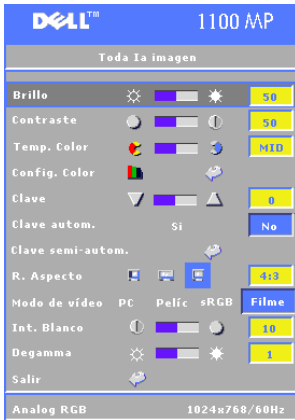 DELL™ 1100 MP
Toda la imagen
Brillo 50
Contraste 50
Temp. Color MID
Config. Color
Clave 0
Clave autom. Si No
Clave semi-autom.
R. Aspecto 4:3
Modo de vídeo PC Pelíc sRGB Filme
Int. Blanco 10
Degamma 1
Salir
Analog RGB 1024x768/60Hz